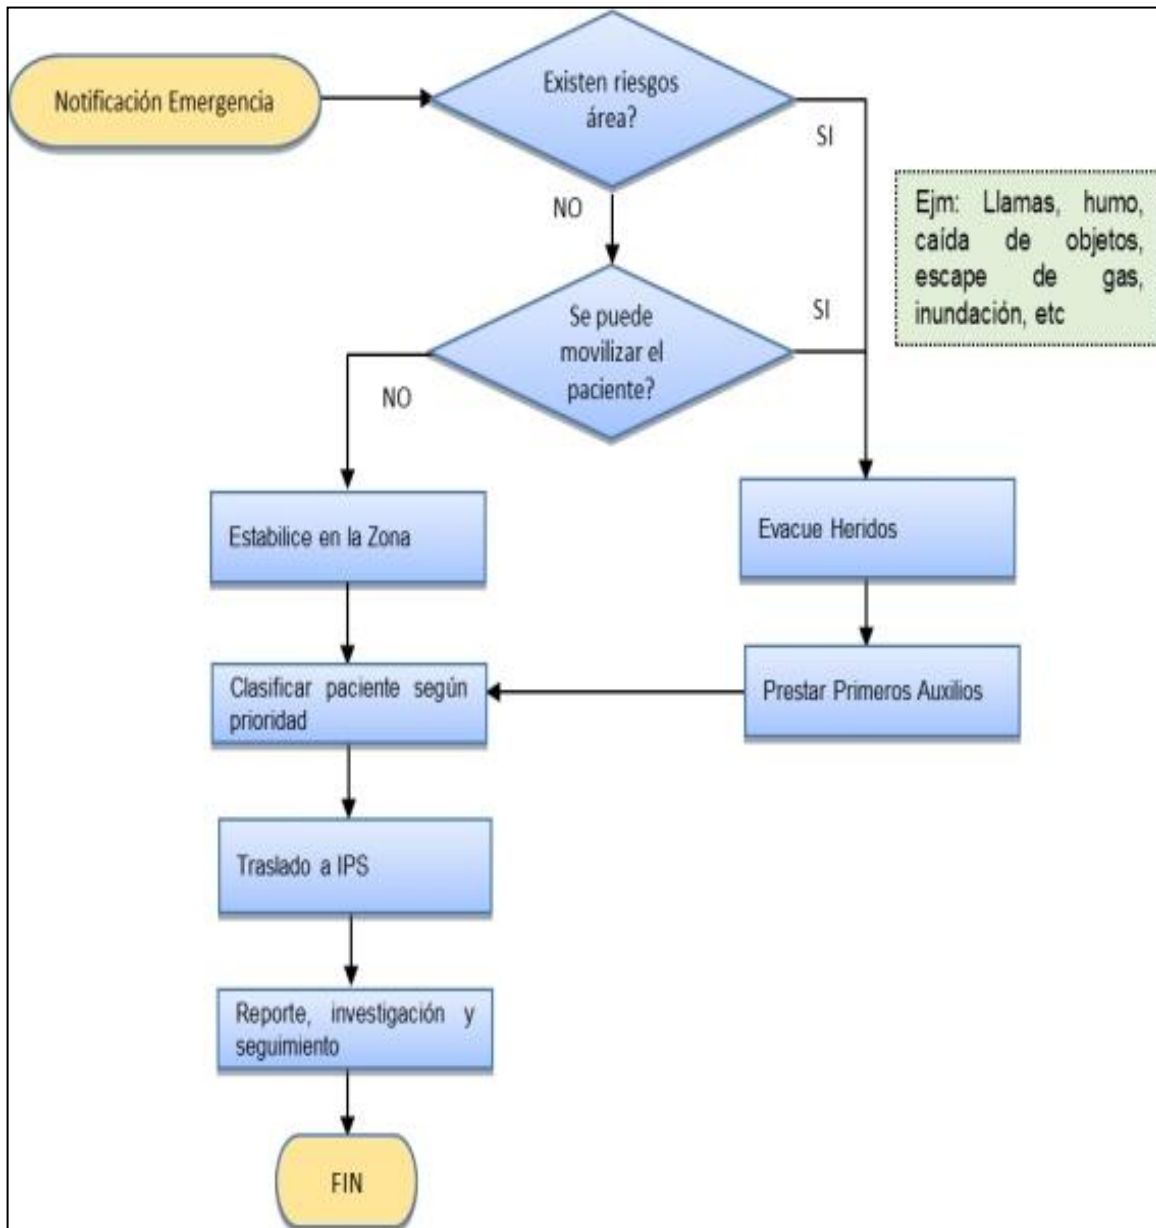 Notificación Emergencia
Existen riesgos
área?
SI
NO
Ejm: Llamas, humo,
caída de objetos,
escape de gas,
inundación, etc
Se puede
movilizar el
paciente?
SI
NO
Estabilice en la Zona
Evacue Heridos
Clasificar paciente según
prioridad
Prestar Primeros Auxilios
Traslado a IPS
Reporte, investigación y
seguimiento
FIN